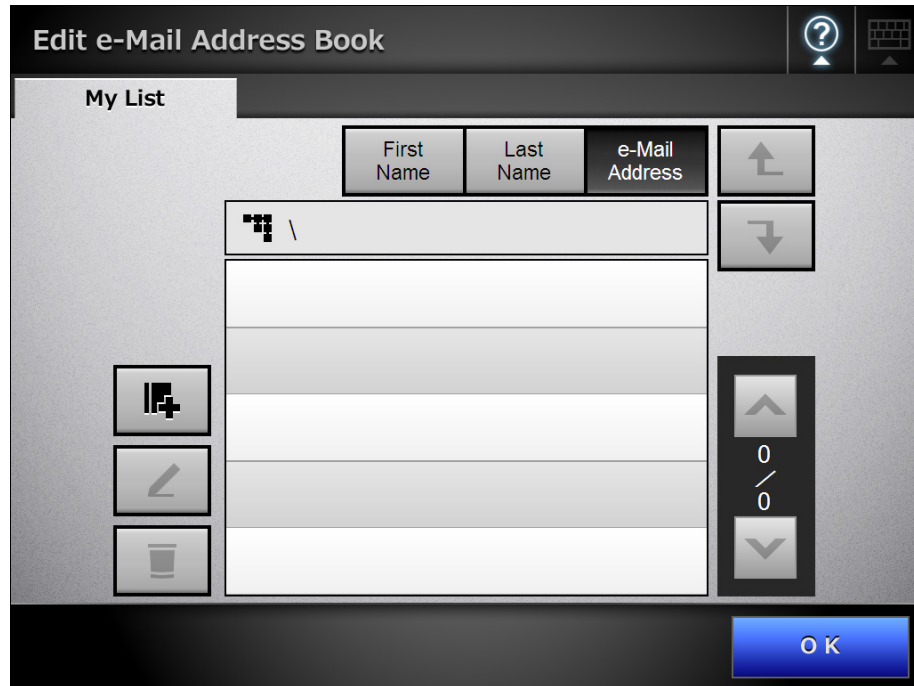 Edit e-Mail Address Book
?
My List
First
Name
Last
Name
e-Mail
Address
\
0
/
0
OK